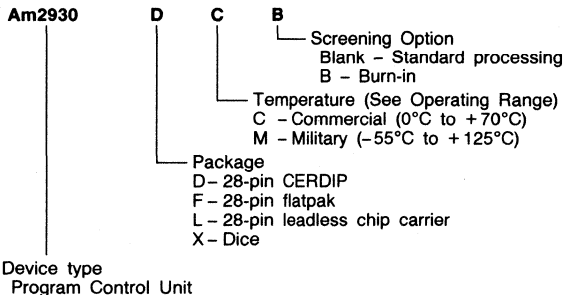 Am2930 D C B
Screening Option
Blank – Standard processing
B – Burn-in
Temperature (See Operating Range)
C – Commercial (0°C to +70°C)
M – Military (–55°C to +125°C)
Package
D – 28-pin CERDIP
F – 28-pin flatpak
L – 28-pin leadless chip carrier
X – Dice
Device type
Program Control Unit